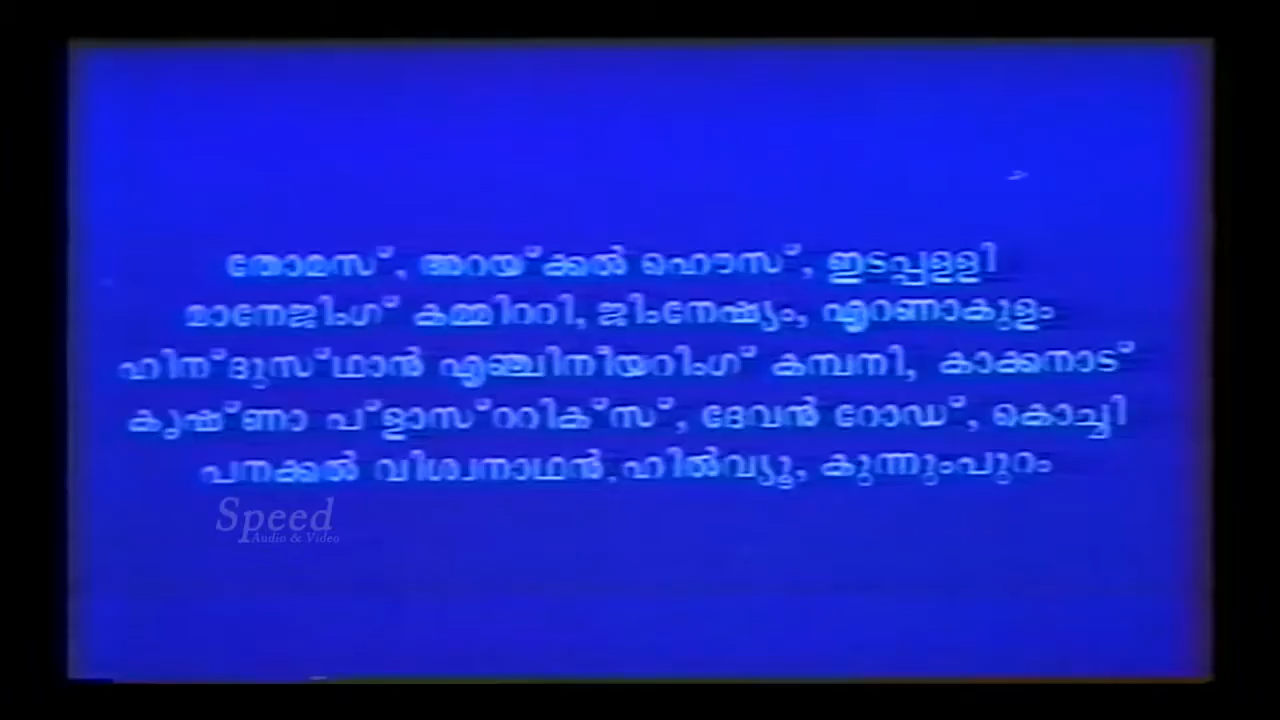 തോമസ്, അറയ്ക്കൽ ഹൌസ്, ഇടപ്പള്ളി
മാനേജിംഗ് കമ്മിററി, ജിംനേഷ്യം, എറണാകുളം
ഹിന്ദുസ്ഥാൻ എഞ്ചിനീയറിംഗ് കമ്പനി, കാക്കനാട്
കൃഷ്ണാ പ്ളാസ്ററിക്സ്, ദേവൻ റോഡ്, കൊച്ചി
പനക്കൽ വിശ്വനാഥൻ, ഹിൽവ്യൂ, കുന്നുംപുറം
Speed
Audio & Video